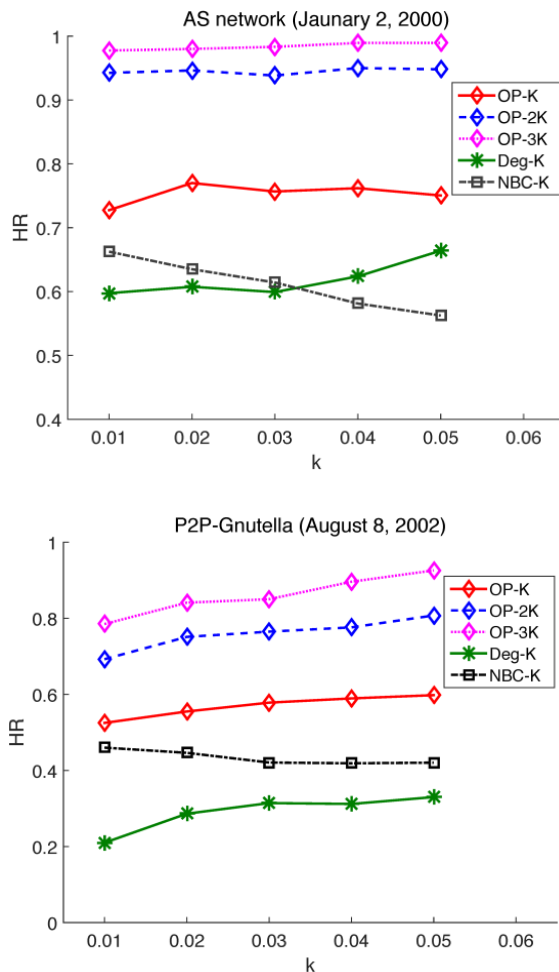 AS network (Jaunary 2, 2000)
1
0.9
0.8
0.7
0.6
0.5
0.4
HR
OP-K
OP-2K
OP-3K
Deg-K
NBC-K
0.01 0.02 0.03 0.04 0.05 0.06
k
P2P-Gnutella (August 8, 2002)
1
0.8
0.6
0.4
0.2
0
HR
OP-K
OP-2K
OP-3K
Deg-K
NBC-K
0.01 0.02 0.03 0.04 0.05 0.06
k